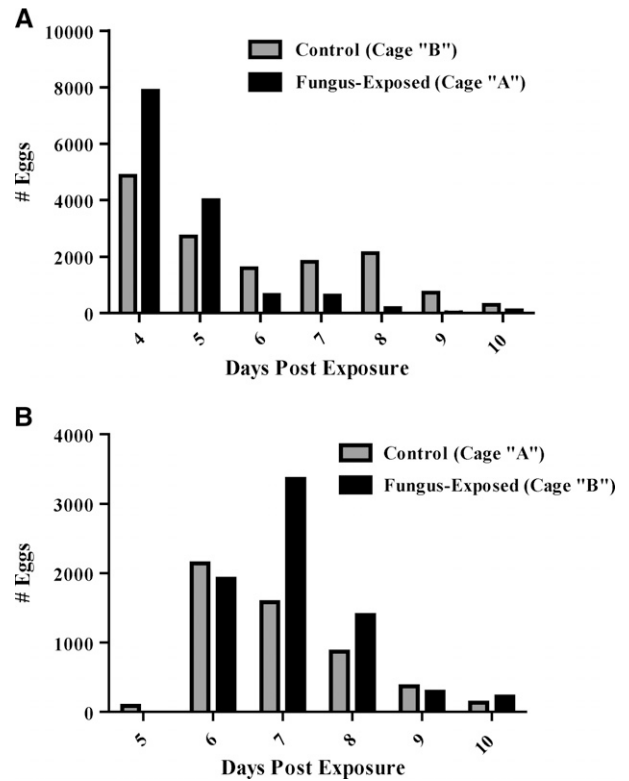 A
10000
8000
6000
4000
2000
0
# Eggs
Control (Cage "B")
Fungus-Exposed (Cage "A")
4 5 6 7 8 9 10
Days Post Exposure
B
4000
3000
2000
1000
0
# Eggs
Control (Cage "A")
Fungus-Exposed (Cage "B")
5 6 7 8 9 10
Days Post Exposure